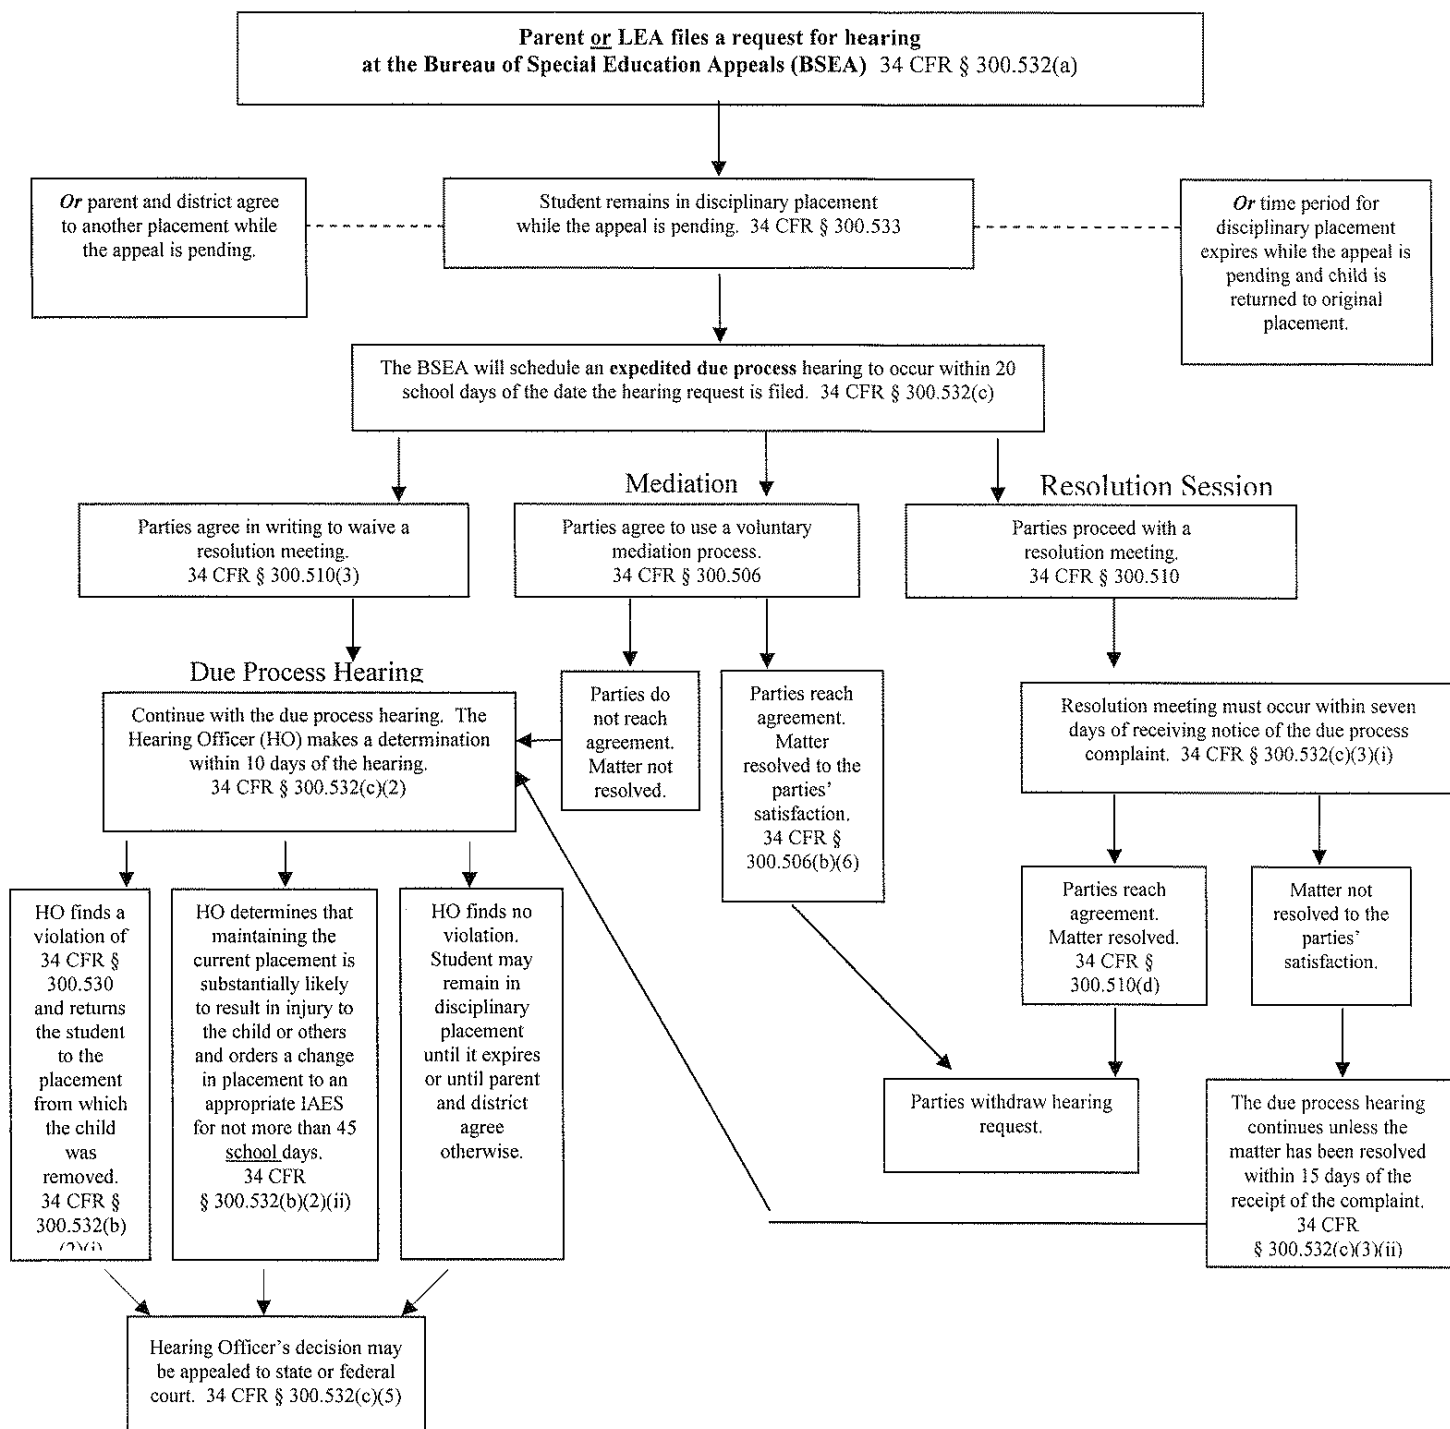 Parent or LEA files a request for hearing
at the Bureau of Special Education Appeals (BSEA) 34 CFR § 300.532(a)
Or parent and district agree
to another placement while
the appeal is pending.
Student remains in disciplinary placement
while the appeal is pending. 34 CFR § 300.533
Or time period for
disciplinary placement
expires while the appeal is
pending and child is
returned to original
placement.
The BSEA will schedule an expedited due process hearing to occur within 20
school days of the date the hearing request is filed. 34 CFR § 300.532(c)
Mediation
Resolution Session
Parties agree in writing to waive a
resolution meeting.
34 CFR § 300.510(3)
Parties agree to use a voluntary
mediation process.
34 CFR § 300.506
Parties proceed with a
resolution meeting.
34 CFR § 300.510
Due Process Hearing
Continue with the due process hearing. The
Hearing Officer (HO) makes a determination
within 10 days of the hearing.
34 CFR § 300.532(c)(2)
Parties do
not reach
agreement.
Matter not
resolved.
Parties reach
agreement.
Matter
resolved to the
parties'
satisfaction.
34 CFR §
300.506(b)(6)
Resolution meeting must occur within seven
days of receiving notice of the due process
complaint. 34 CFR § 300.532(c)(3)(i)
HO finds a
violation of
34 CFR §
300.530
and returns
the student
to the
placement
from which
the child
was
removed.
34 CFR §
300.532(b)
(2)(i)
HO determines that
maintaining the
current placement is
substantially likely
to result in injury to
the child or others
and orders a change
in placement to an
appropriate IAES
for not more than 45
school days.
34 CFR
§ 300.532(b)(2)(ii)
HO finds no
violation.
Student may
remain in
disciplinary
placement
until it expires
or until parent
and district
agree
otherwise.
Parties reach
agreement.
Matter resolved.
34 CFR §
300.510(d)
Matter not
resolved to the
parties'
satisfaction.
Parties withdraw hearing
request.
The due process hearing
continues unless the
matter has been resolved
within 15 days of the
receipt of the complaint.
34 CFR
§ 300.532(c)(3)(ii)
Hearing Officer's decision may
be appealed to state or federal
court. 34 CFR § 300.532(c)(5)